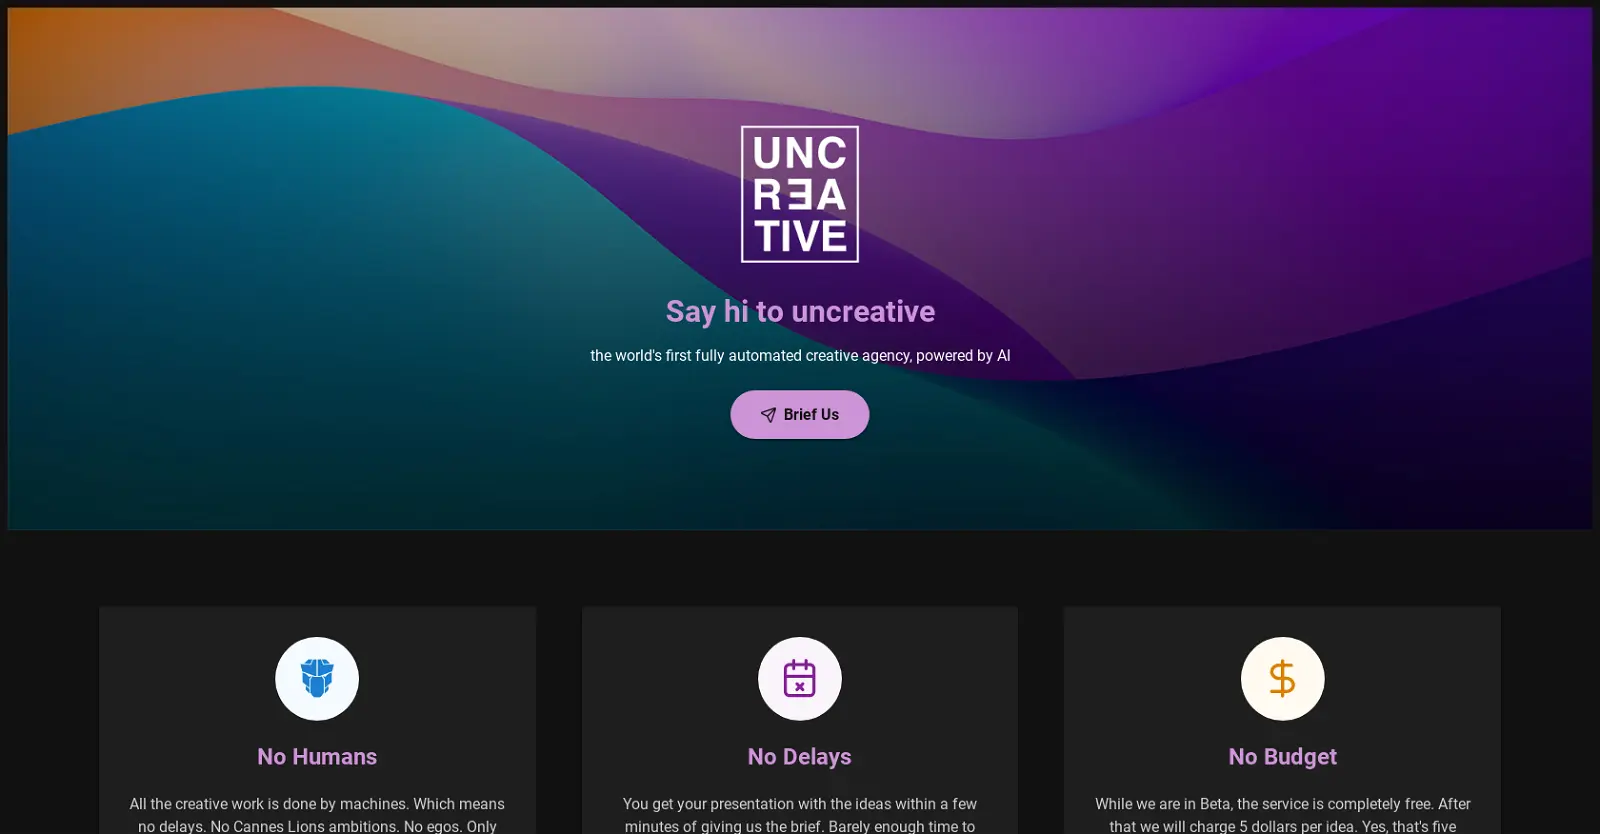 UNC
RƎA
TIVE
Say hi to uncreative
the world's first fully automated creative agency, powered by AI
Brief Us
No Humans
All the creative work is done by machines. Which means
no delays. No Cannes Lions ambitions. No egos. Only
No Delays
You get your presentation with the ideas within a few
minutes of giving us the brief. Barely enough time to
No Budget
While we are in Beta, the service is completely free. After
that we will charge 5 dollars per idea. Yes, that's five